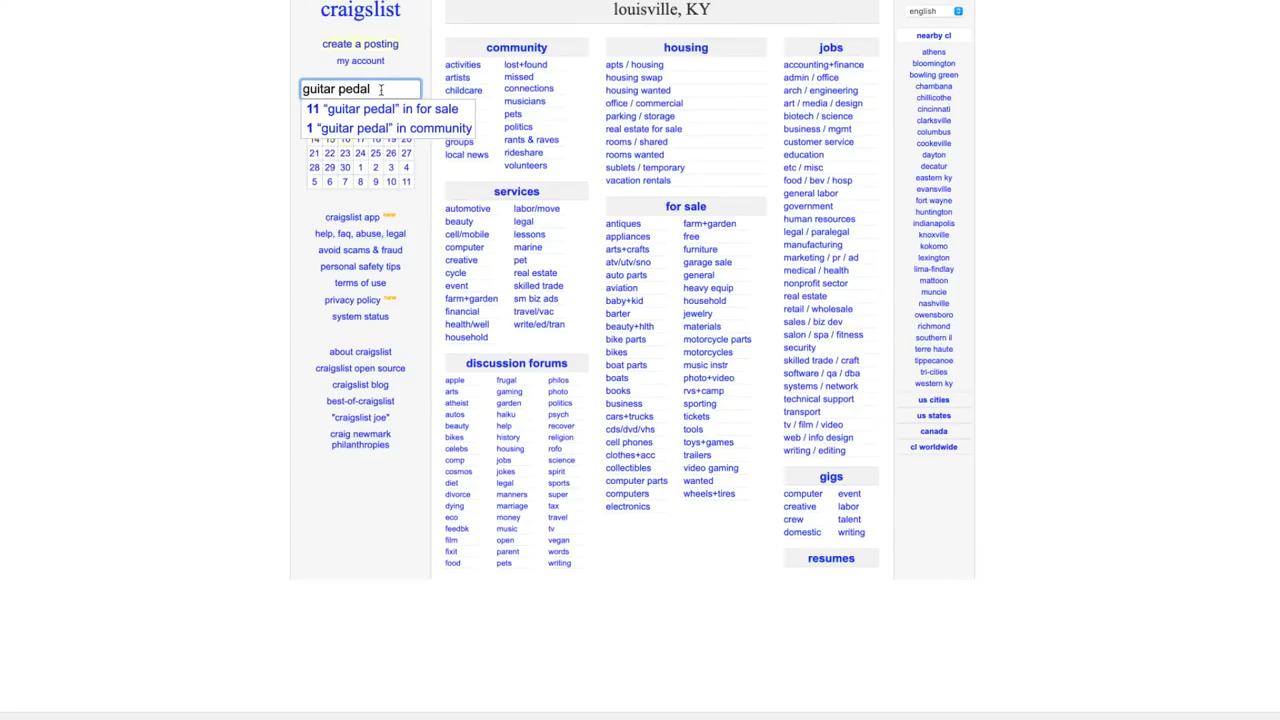 craigslist
create a posting
my account
guitar pedal
11 “guitar pedal” in for sale
1 “guitar pedal” in community
21 22 23 24 25 26 27
28 29 30 1 2 3 4
5 6 7 8 9 10 11
craigslist app new
help, faq, abuse, legal
avoid scams & fraud
personal safety tips
terms of use
privacy policy new
system status
about craigslist
craigslist open source
craigslist blog
best-of-craigslist
"craigslist joe"
craig newmark
philanthropies
louisville, KY
community
activities
artists
childcare
groups
local news
lost+found
missed
connections
musicians
pets
politics
rants & raves
rideshare
volunteers
services
automotive
beauty
cell/mobile
computer
creative
cycle
event
farm+garden
financial
health/well
household
labor/move
legal
lessons
marine
pet
real estate
skilled trade
sm biz ads
travel/vac
write/ed/tran
discussion forums
apple
arts
atheist
autos
beauty
bikes
celebs
comp
cosmos
diet
divorce
dying
eco
feedbk
film
fixit
food
frugal
gaming
garden
haiku
help
history
housing
jobs
jokes
legal
manners
marriage
money
music
open
parent
pets
philos
photo
politics
psych
recover
religion
rofo
science
spirit
sports
super
tax
travel
tv
vegan
words
writing
housing
apts / housing
housing swap
housing wanted
office / commercial
parking / storage
real estate for sale
rooms / shared
rooms wanted
sublets / temporary
vacation rentals
for sale
antiques
appliances
arts+crafts
atv/utv/sno
auto parts
aviation
baby+kid
barter
beauty+hlth
bike parts
bikes
boat parts
boats
books
business
cars+trucks
cds/dvd/vhs
cell phones
clothes+acc
collectibles
computer parts
computers
electronics
farm+garden
free
furniture
garage sale
general
heavy equip
household
jewelry
materials
motorcycle parts
motorcycles
music instr
photo+video
rvs+camp
sporting
tickets
tools
toys+games
trailers
video gaming
wanted
wheels+tires
jobs
accounting+finance
admin / office
arch / engineering
art / media / design
biotech / science
business / mgmt
customer service
education
etc / misc
food / bev / hosp
general labor
government
human resources
legal / paralegal
manufacturing
marketing / pr / ad
medical / health
nonprofit sector
real estate
retail / wholesale
sales / biz dev
salon / spa / fitness
security
skilled trade / craft
software / qa / dba
systems / network
technical support
transport
tv / film / video
web / info design
writing / editing
gigs
computer
creative
crew
domestic
event
labor
talent
writing
resumes
english
nearby cl
athens
bloomington
bowling green
chambana
chillicothe
cincinnati
clarksville
columbus
cookeville
dayton
decatur
eastern ky
evansville
fort wayne
huntington
indianapolis
knoxville
kokomo
lexington
lima-findlay
mattoon
muncie
nashville
owensboro
richmond
southern il
terre haute
tippecanoe
tri-cities
western ky
us cities
us states
canada
cl worldwide